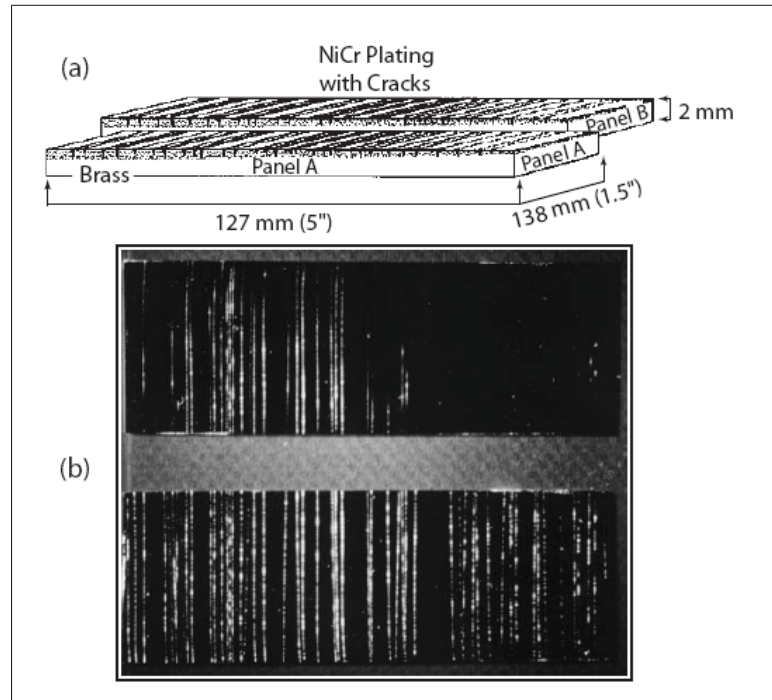 (a)
NiCr Plating
with Cracks
2 mm
Panel B
Panel A
Brass
Panel A
127 mm (5")
138 mm (1.5")
(b)